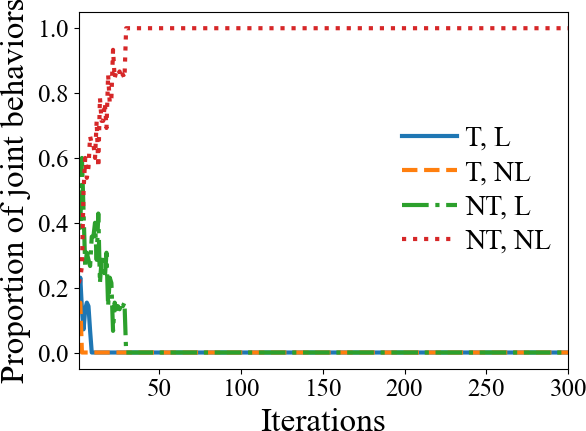 Proportion of joint behaviors
1.0
0.8
0.6
0.4
0.2
0.0
T, L
T, NL
NT, L
NT, NL
50 100 150 200 250 300
Iterations